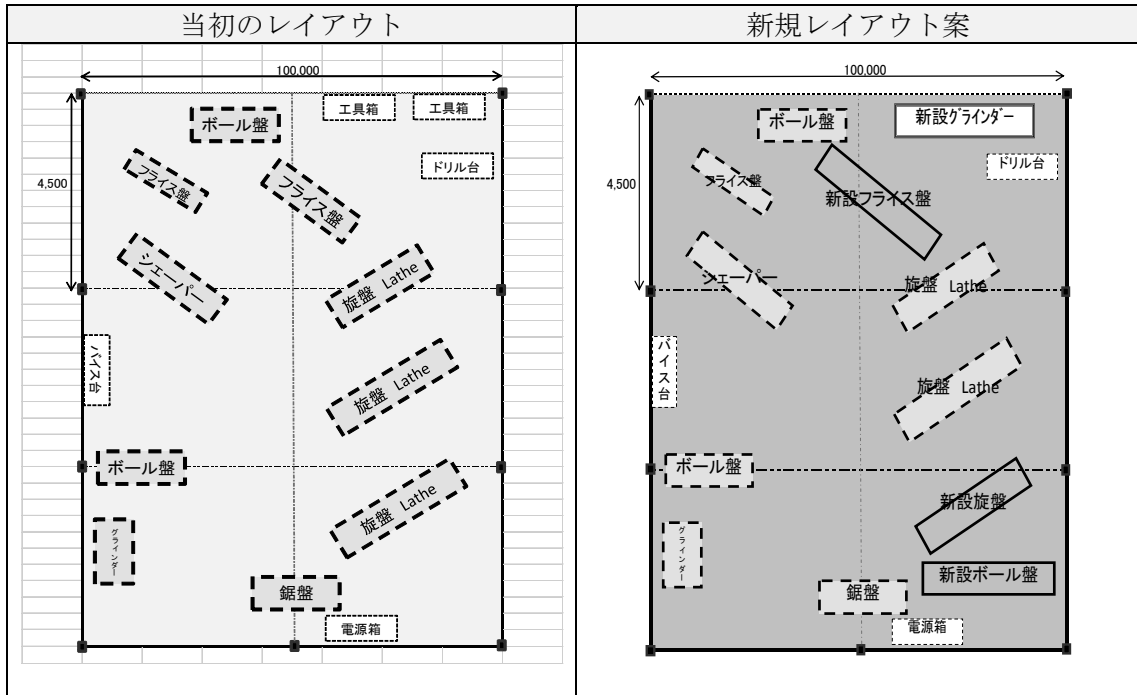 当初のレイアウト
100,000
工具箱
工具箱
ボール盤
ドリル台
4,500
フライス盤
フライス盤
シェーパー
旋盤 Lathe
バイス台
旋盤 Lathe
ボール盤
旋盤 Lathe
グラインダー
鋸盤
電源箱
新規レイアウト案
100,000
ボール盤
新設グラインダー
ドリル台
4,500
フライス盤
新設フライス盤
シェーパー
旋盤 Lathe
バイス台
旋盤 Lathe
ボール盤
新設旋盤
グラインダー
新設ボール盤
鋸盤
電源箱